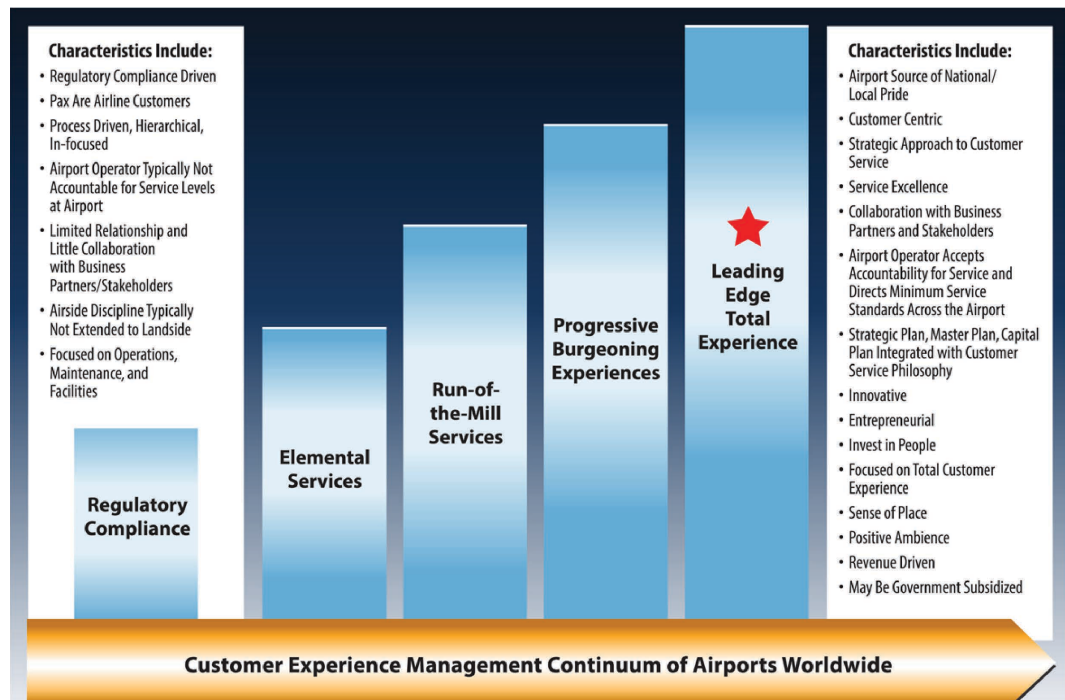 Characteristics Include:
• Regulatory Compliance Driven
• Pax Are Airline Customers
• Process Driven, Hierarchical,
In-focused
• Airport Operator Typically Not
Accountable for Service Levels
at Airport
• Limited Relationship and
Little Collaboration
with Business
Partners/Stakeholders
• Airside Discipline Typically
Not Extended to Landside
• Focused on Operations,
Maintenance, and
Facilities
Regulatory
Compliance
Elemental
Services
Run-of-
the-Mill
Services
Progressive
Burgeoning
Experiences
Leading
Edge
Total
Experience
Characteristics Include:
• Airport Source of National/
Local Pride
• Customer Centric
• Strategic Approach to Customer
Service
• Service Excellence
• Collaboration with Business
Partners and Stakeholders
• Airport Operator Accepts
Accountability for Service and
Directs Minimum Service
Standards Across the Airport
• Strategic Plan, Master Plan, Capital
Plan Integrated with Customer
Service Philosophy
• Innovative
• Entrepreneurial
• Invest in People
• Focused on Total Customer
Experience
• Sense of Place
• Positive Ambience
• Revenue Driven
• May Be Government Subsidized
Customer Experience Management Continuum of Airports Worldwide